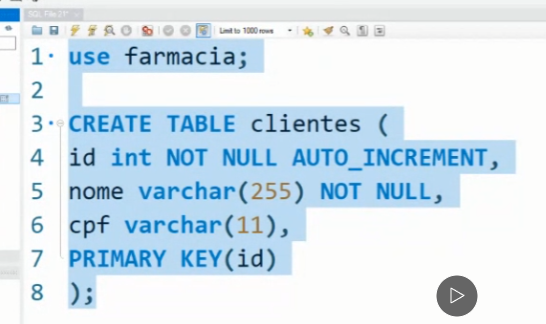 SQL File 21*
Limit to 1000 rows
1 use farmacia;
2
3 CREATE TABLE clientes (
4 id int NOT NULL AUTO_INCREMENT,
5 nome varchar(255) NOT NULL,
6 cpf varchar(11),
7 PRIMARY KEY(id)
8 );